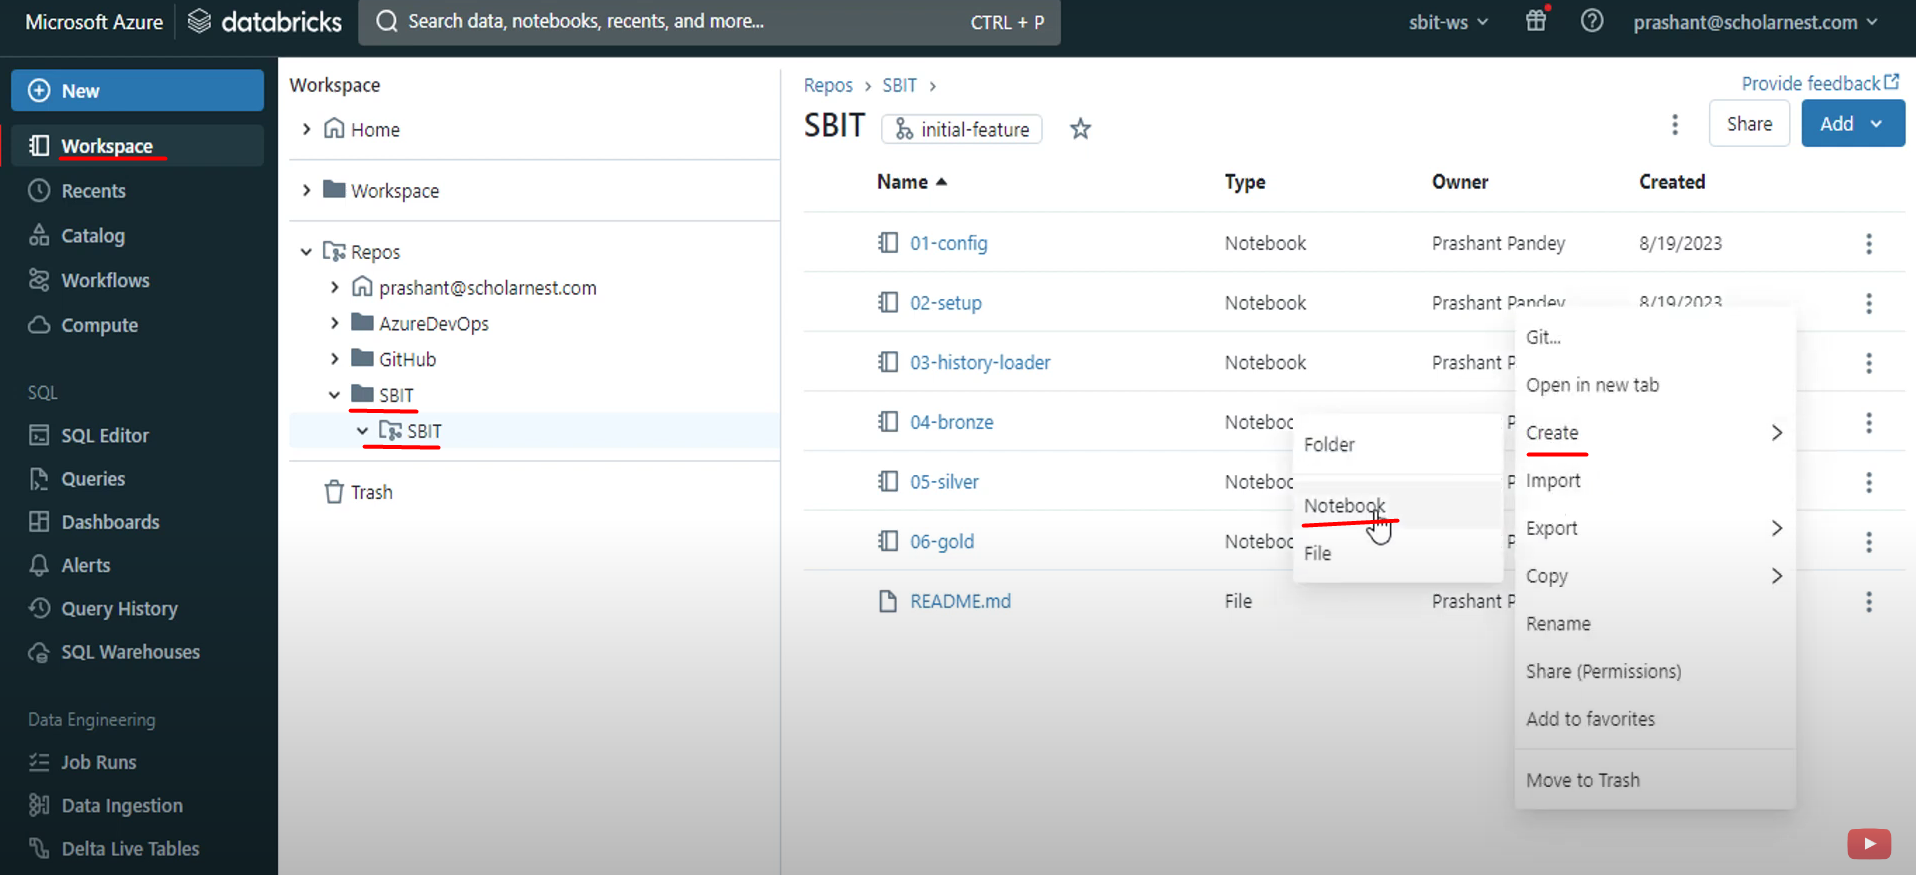 Microsoft Azure databricks Search data, notebooks, recents, and more... CTRL + P sbit-ws prashant@scholarnest.com
New
Workspace
Recents
Catalog
Workflows
Compute
SQL
SQL Editor
Queries
Dashboards
Alerts
Query History
SQL Warehouses
Data Engineering
Job Runs
Data Ingestion
Delta Live Tables
Workspace
Home
Workspace
Repos
prashant@scholarnest.com
AzureDevOps
GitHub
SBIT
SBIT
Trash
Repos > SBIT >
Provide feedback
SBIT initial-feature
Share Add
Name Type Owner Created
01-config Notebook Prashant Pandey 8/19/2023
02-setup Notebook Prashant Pandey 8/19/2023
03-history-loader Notebook Prashant P
04-bronze Noteboo
05-silver Noteboo P
06-gold Noteboo P
README.md File Prashant P
Folder
Notebook
File
Git...
Open in new tab
Create
Import
Export
Copy
Rename
Share (Permissions)
Add to favorites
Move to Trash